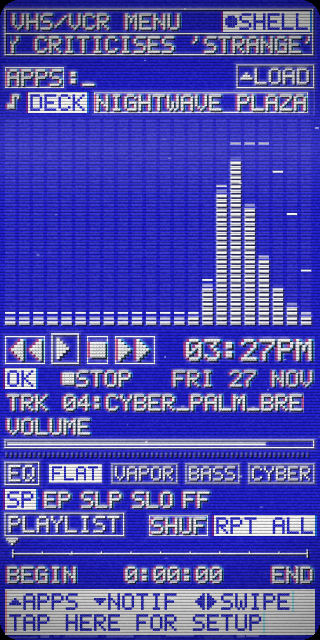 VHS/VCR MENU ●SHELL
Y CRITICISES 'STRANGE'
APPS:_ ▲LOAD
♪ DECK NIGHTWAVE PLAZA
03:27PM
OK ■STOP FRI 27 NOV
TRK 04:CYBER_PALM_BRE
VOLUME
EQ FLAT VAPOR BASS CYBER
SP EP SLP SLO FF
PLAYLIST SHUF RPT ALL
BEGIN 0:00:00 END
▲APPS ▼NOTIF ◀▶SWIPE
TAP HERE FOR SETUP